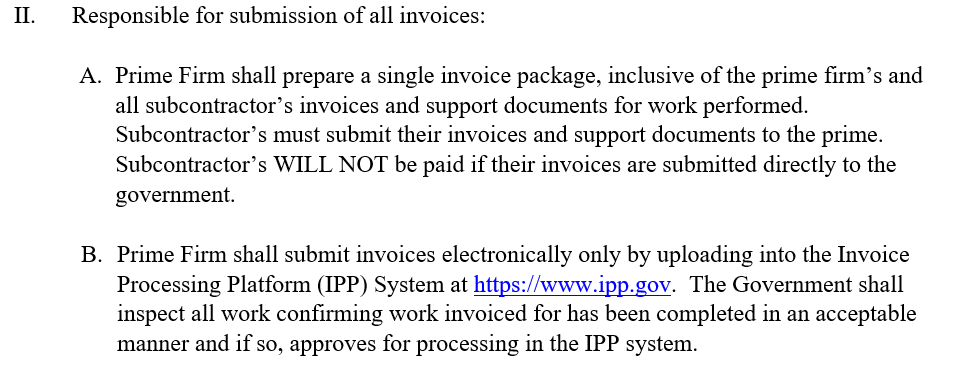 II. Responsible for submission of all invoices:
A. Prime Firm shall prepare a single invoice package, inclusive of the prime firm’s and
all subcontractor’s invoices and support documents for work performed.
Subcontractor’s must submit their invoices and support documents to the prime.
Subcontractor’s WILL NOT be paid if their invoices are submitted directly to the
government.
B. Prime Firm shall submit invoices electronically only by uploading into the Invoice
Processing Platform (IPP) System at https://www.ipp.gov. The Government shall
inspect all work confirming work invoiced for has been completed in an acceptable
manner and if so, approves for processing in the IPP system.